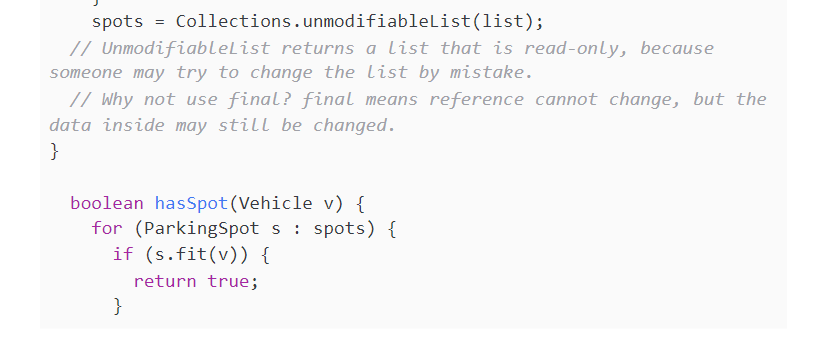 }
spots = Collections.unmodifiableList(list);
// UnmodifiableList returns a list that is read-only, because
someone may try to change the list by mistake.
// Why not use final? final means reference cannot change, but the
data inside may still be changed.
}
boolean hasSpot(Vehicle v) {
for (ParkingSpot s : spots) {
if (s.fit(v)) {
return true;
}